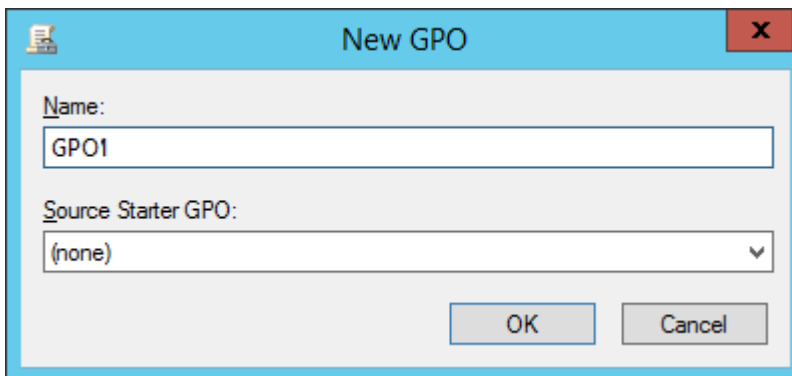 New GPO
x
Name:
GPO1
Source Starter GPO:
(none)
OK Cancel